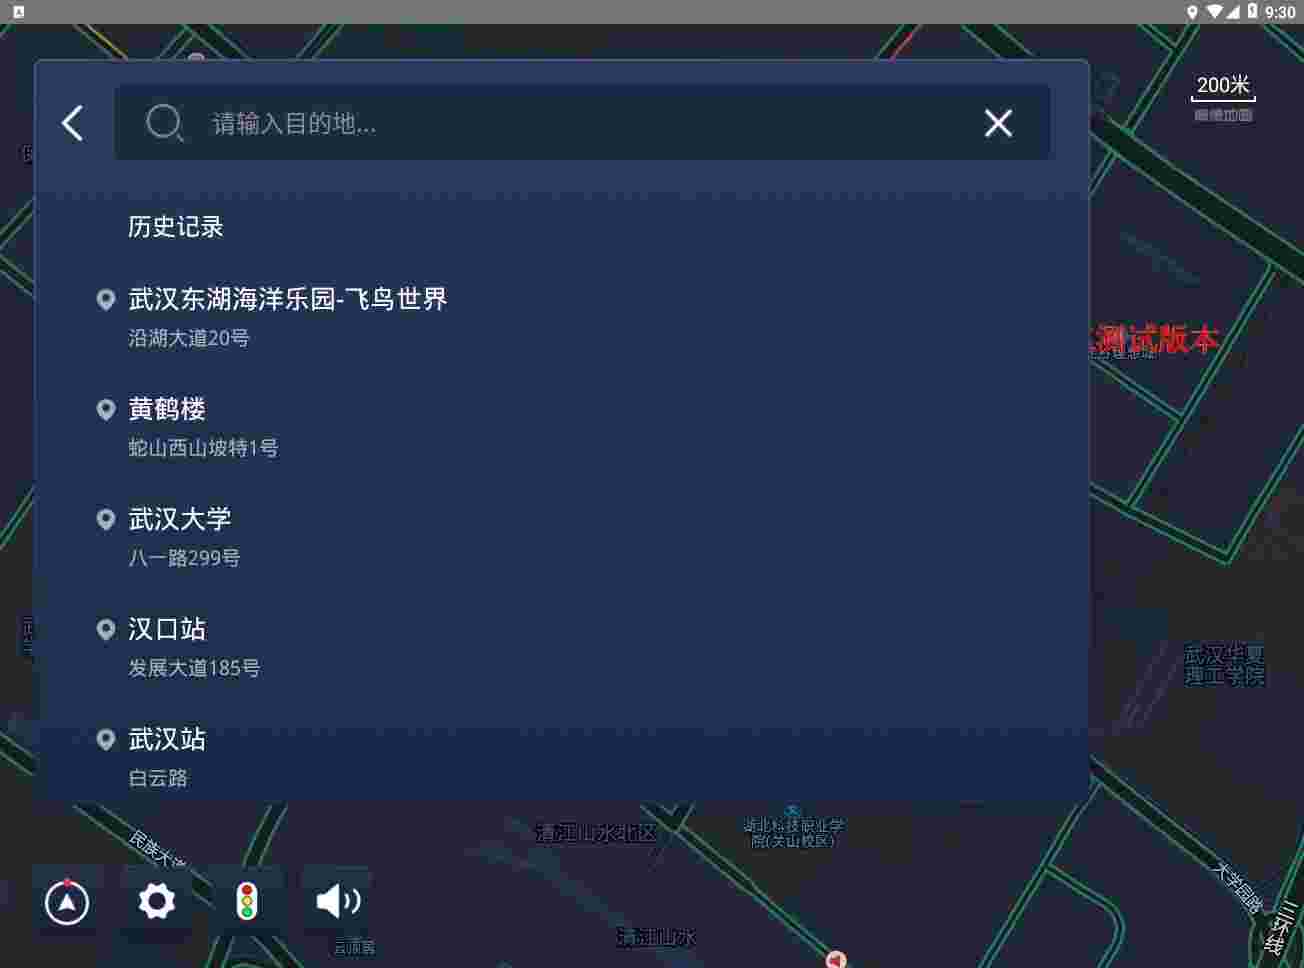 9:30
200米
请输入目的地...
历史记录
武汉东湖海洋乐园-飞鸟世界
沿湖大道20号
测试版本
黄鹤楼
蛇山西山坡特1号
武汉大学
八一路299号
汉口站
发展大道185号
武汉华夏
理工学院
武汉站
白云路
清江山水北区
湖北科技职业学
院(关山校区)
民族大道
大学园路
三环线
清江山水